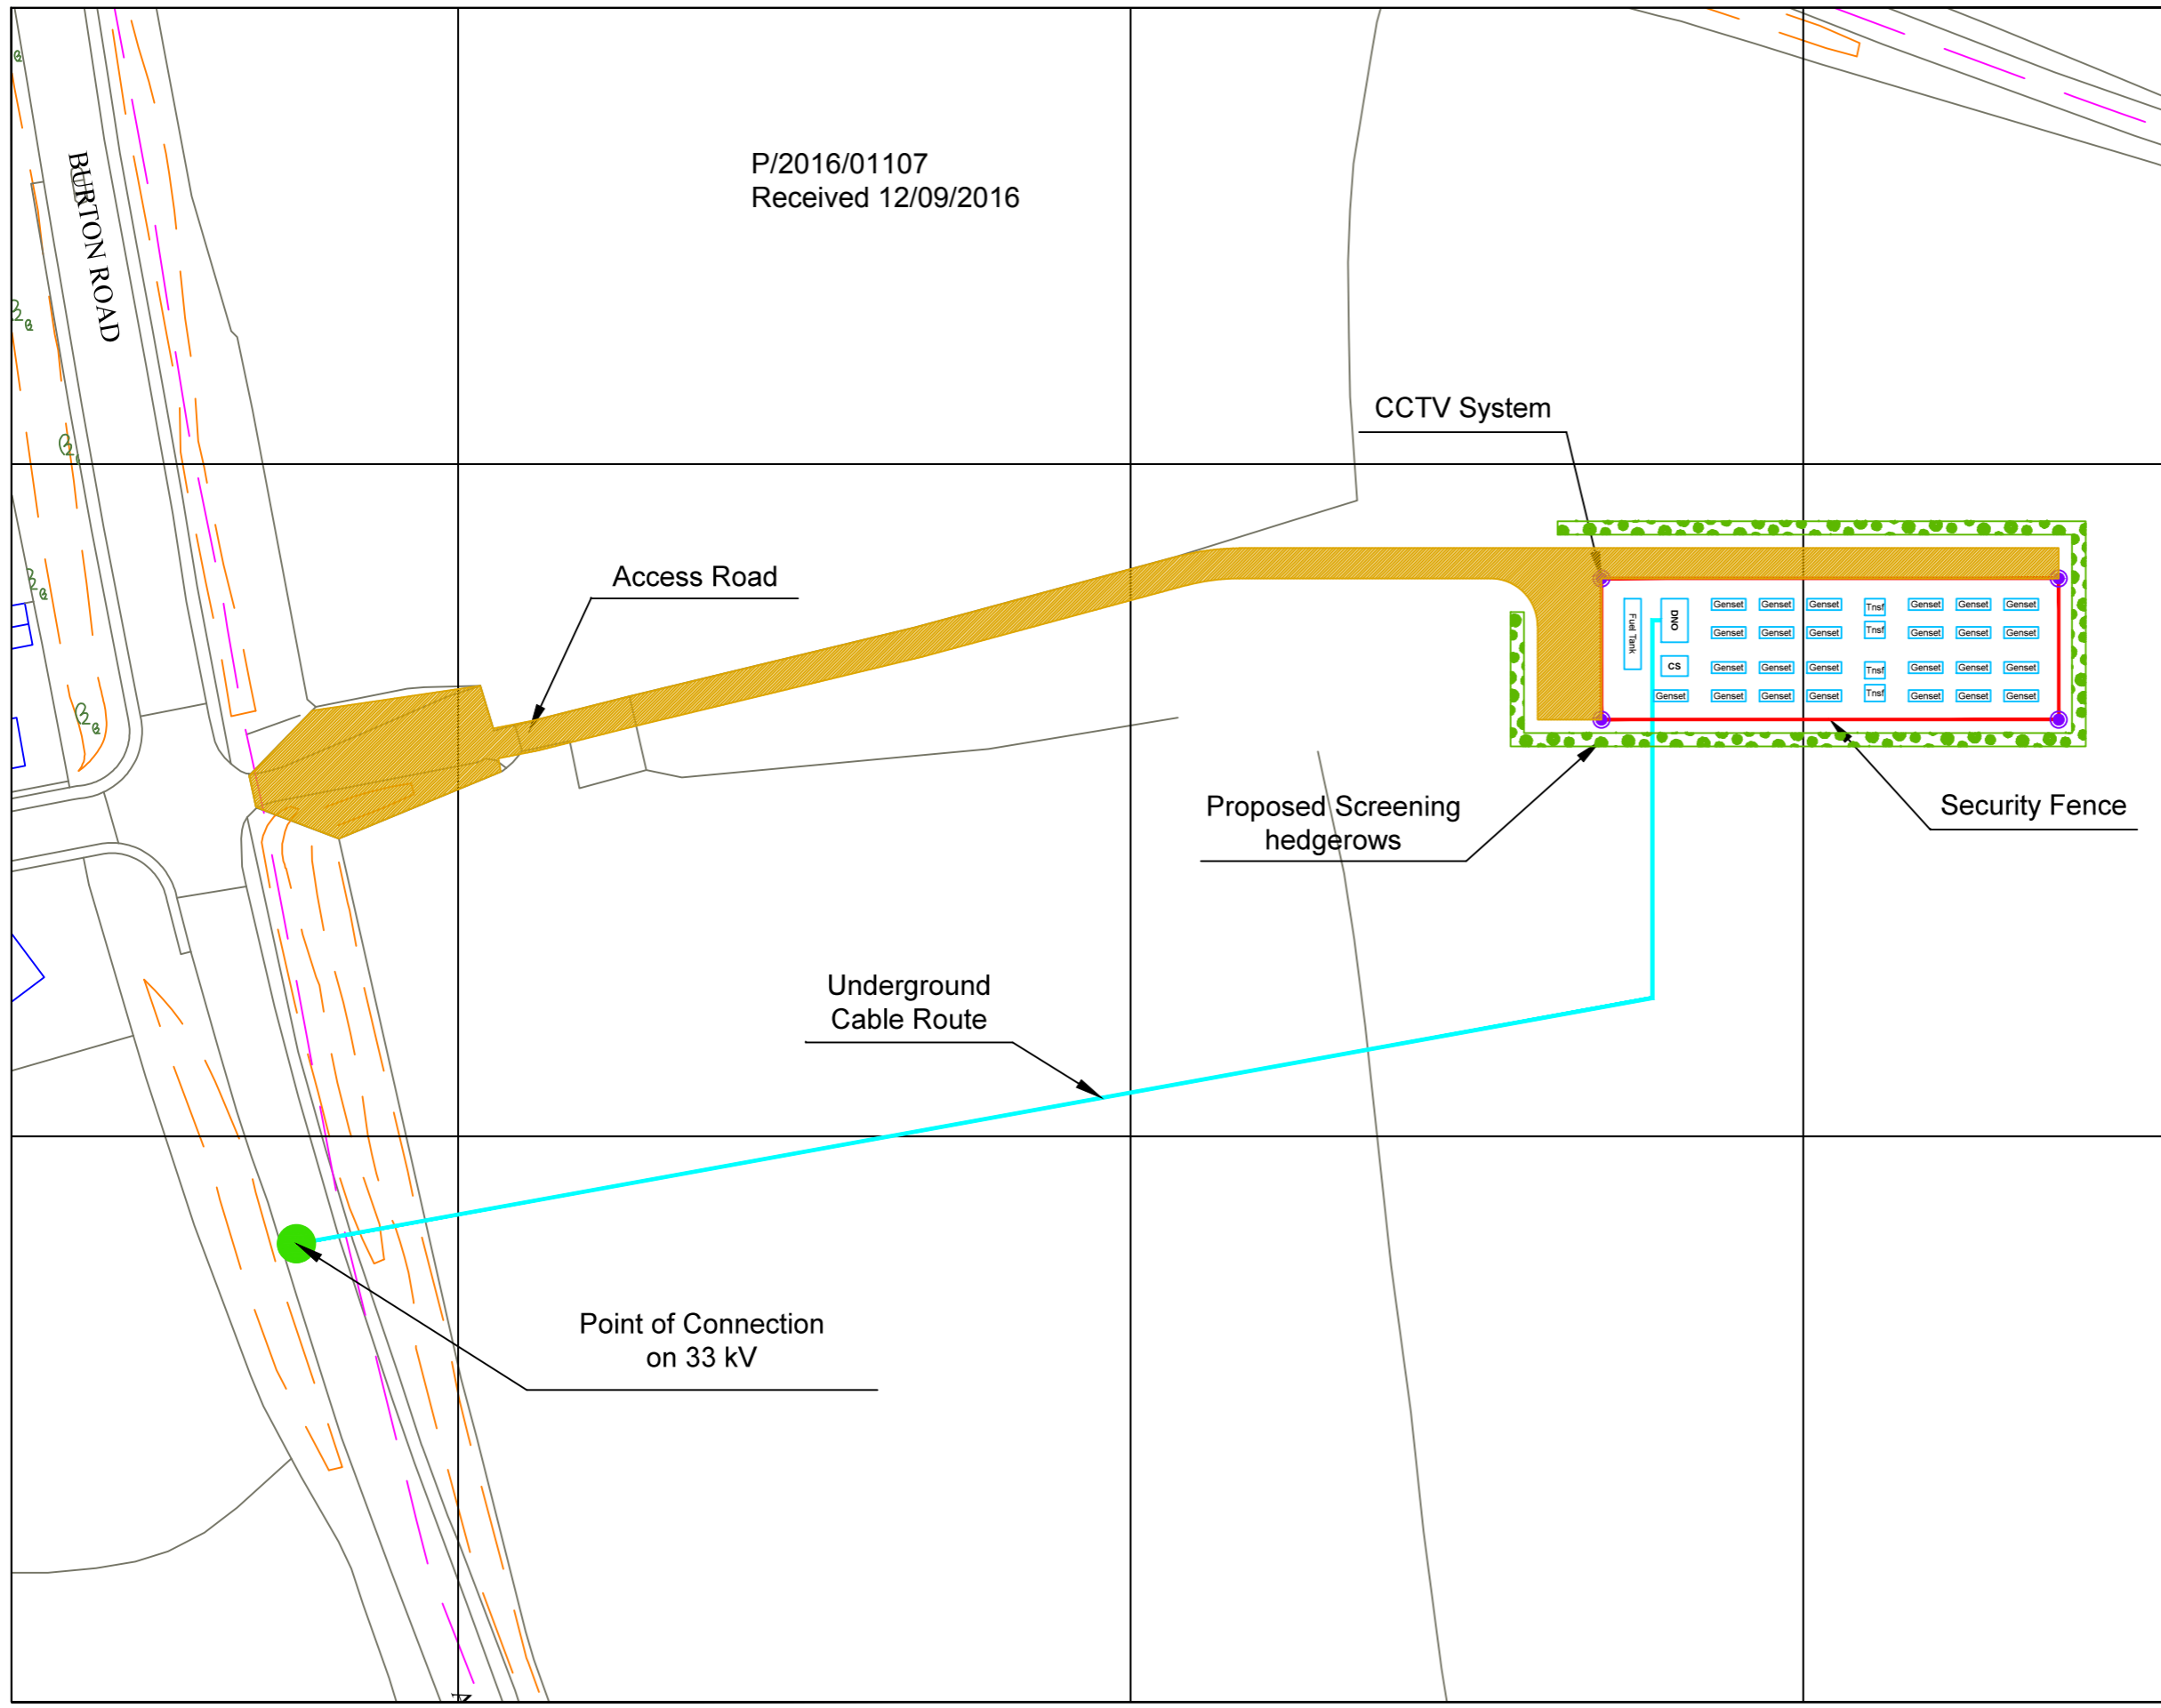 P/2016/01107
Received 12/09/2016
BURTON ROAD
CCTV System
Access Road
Fuel Tank
DNO
CS
Genset Genset Genset Tnsf Genset Genset Genset
Genset Genset Genset Tnsf Genset Genset Genset
Genset Genset Genset Tnsf Genset Genset Genset
Genset Genset Genset Genset Tnsf Genset Genset Genset
Proposed Screening
hedgerows
Security Fence
Underground
Cable Route
Point of Connection
on 33 kV